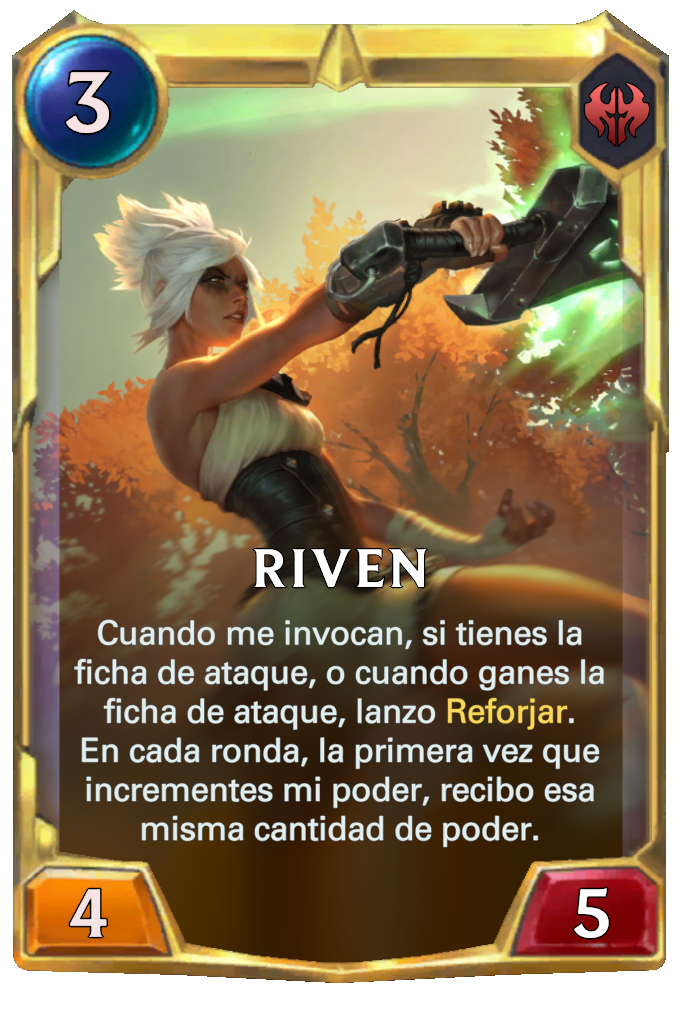 3
RIVEN
Cuando me invocan, si tienes la
ficha de ataque, o cuando ganes la
ficha de ataque, lanzo Reforjar.
En cada ronda, la primera vez que
incrementes mi poder, recibo esa
misma cantidad de poder.
4
5